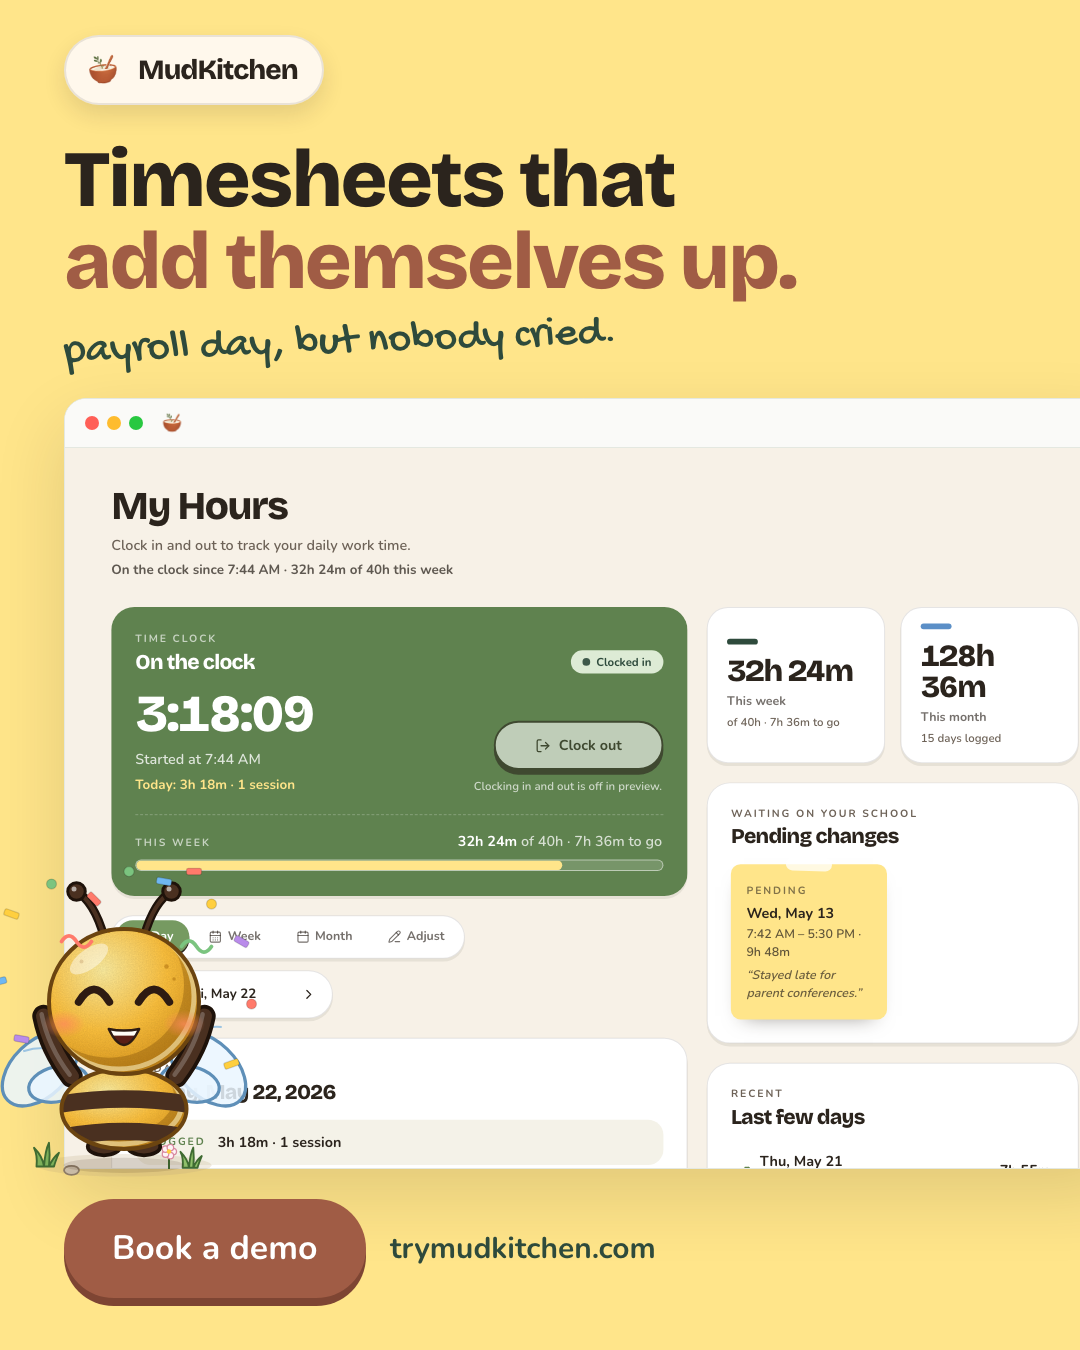 MudKitchen
Timesheets that
add themselves up.
payroll day, but nobody cried.
My Hours
Clock in and out to track your daily work time.
On the clock since 7:44 AM · 32h 24m of 40h this week
TIME CLOCK
On the clock
Clocked in
3:18:09
Clock out
Started at 7:44 AM
Today: 3h 18m · 1 session
Clocking in and out is off in preview.
THIS WEEK
32h 24m of 40h · 7h 36m to go
32h 24m
This week
of 40h · 7h 36m to go
128h
36m
This month
15 days logged
WAITING ON YOUR SCHOOL
Pending changes
PENDING
Wed, May 13
7:42 AM – 5:30 PM ·
9h 48m
“Stayed late for
parent conferences.”
Day
Week
Month
Adjust
May 22
May 22, 2026
3h 18m · 1 session
RECENT
Last few days
Thu, May 21
Book a demo
trymudkitchen.com